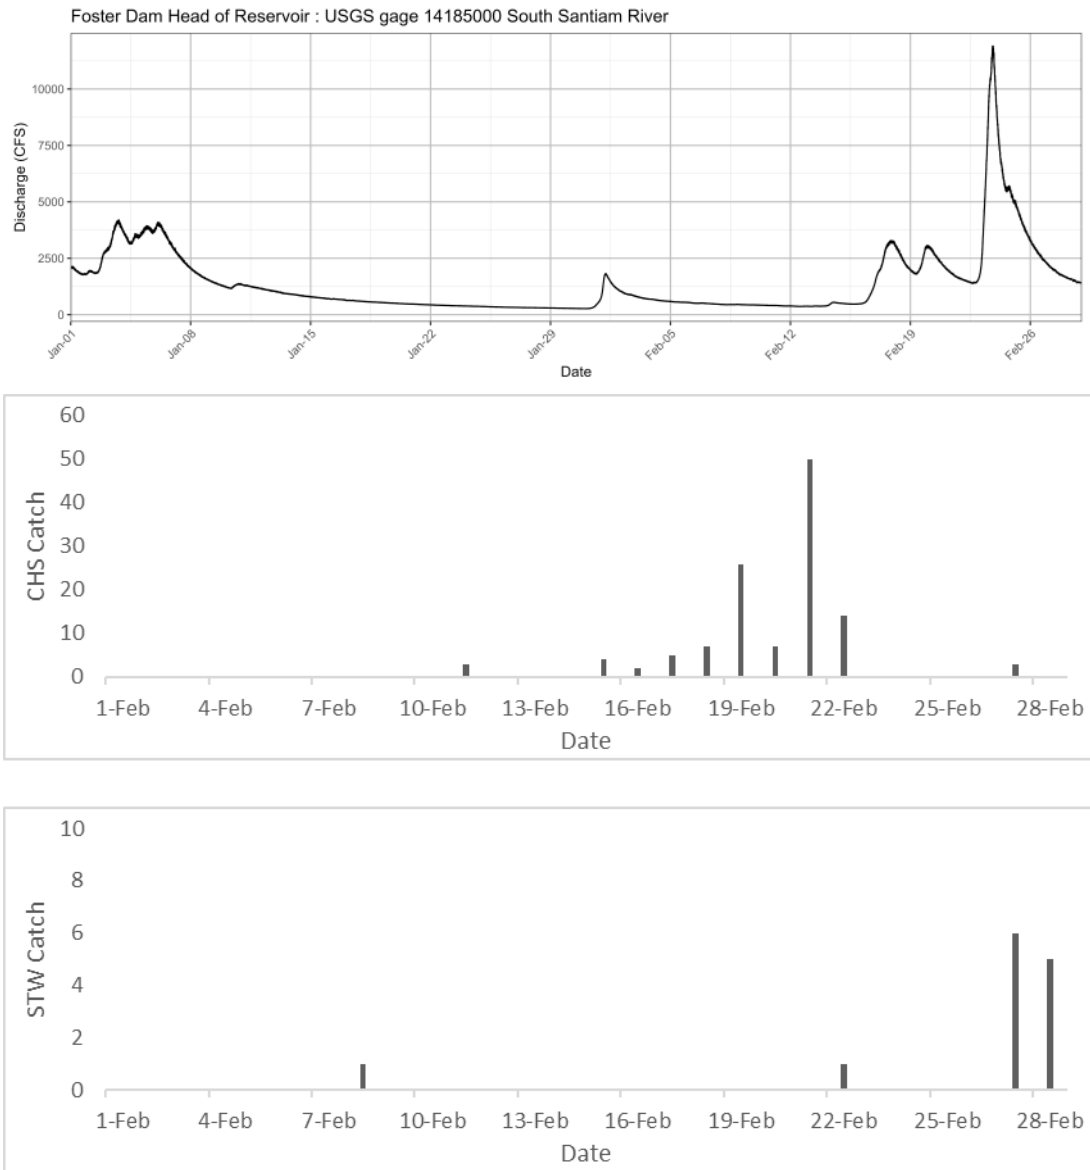 Foster Dam Head of Reservoir : USGS gage 14185000 South Santiam River
Discharge (CFS)
10000
7500
5000
2500
0
Jan-01 Jan-08 Jan-15 Jan-22 Jan-29 Feb-05 Feb-12 Feb-19 Feb-26
Date
CHS Catch
60
50
40
30
20
10
0
1-Feb 4-Feb 7-Feb 10-Feb 13-Feb 16-Feb 19-Feb 22-Feb 25-Feb 28-Feb
Date
STW Catch
10
8
6
4
2
0
1-Feb 4-Feb 7-Feb 10-Feb 13-Feb 16-Feb 19-Feb 22-Feb 25-Feb 28-Feb
Date